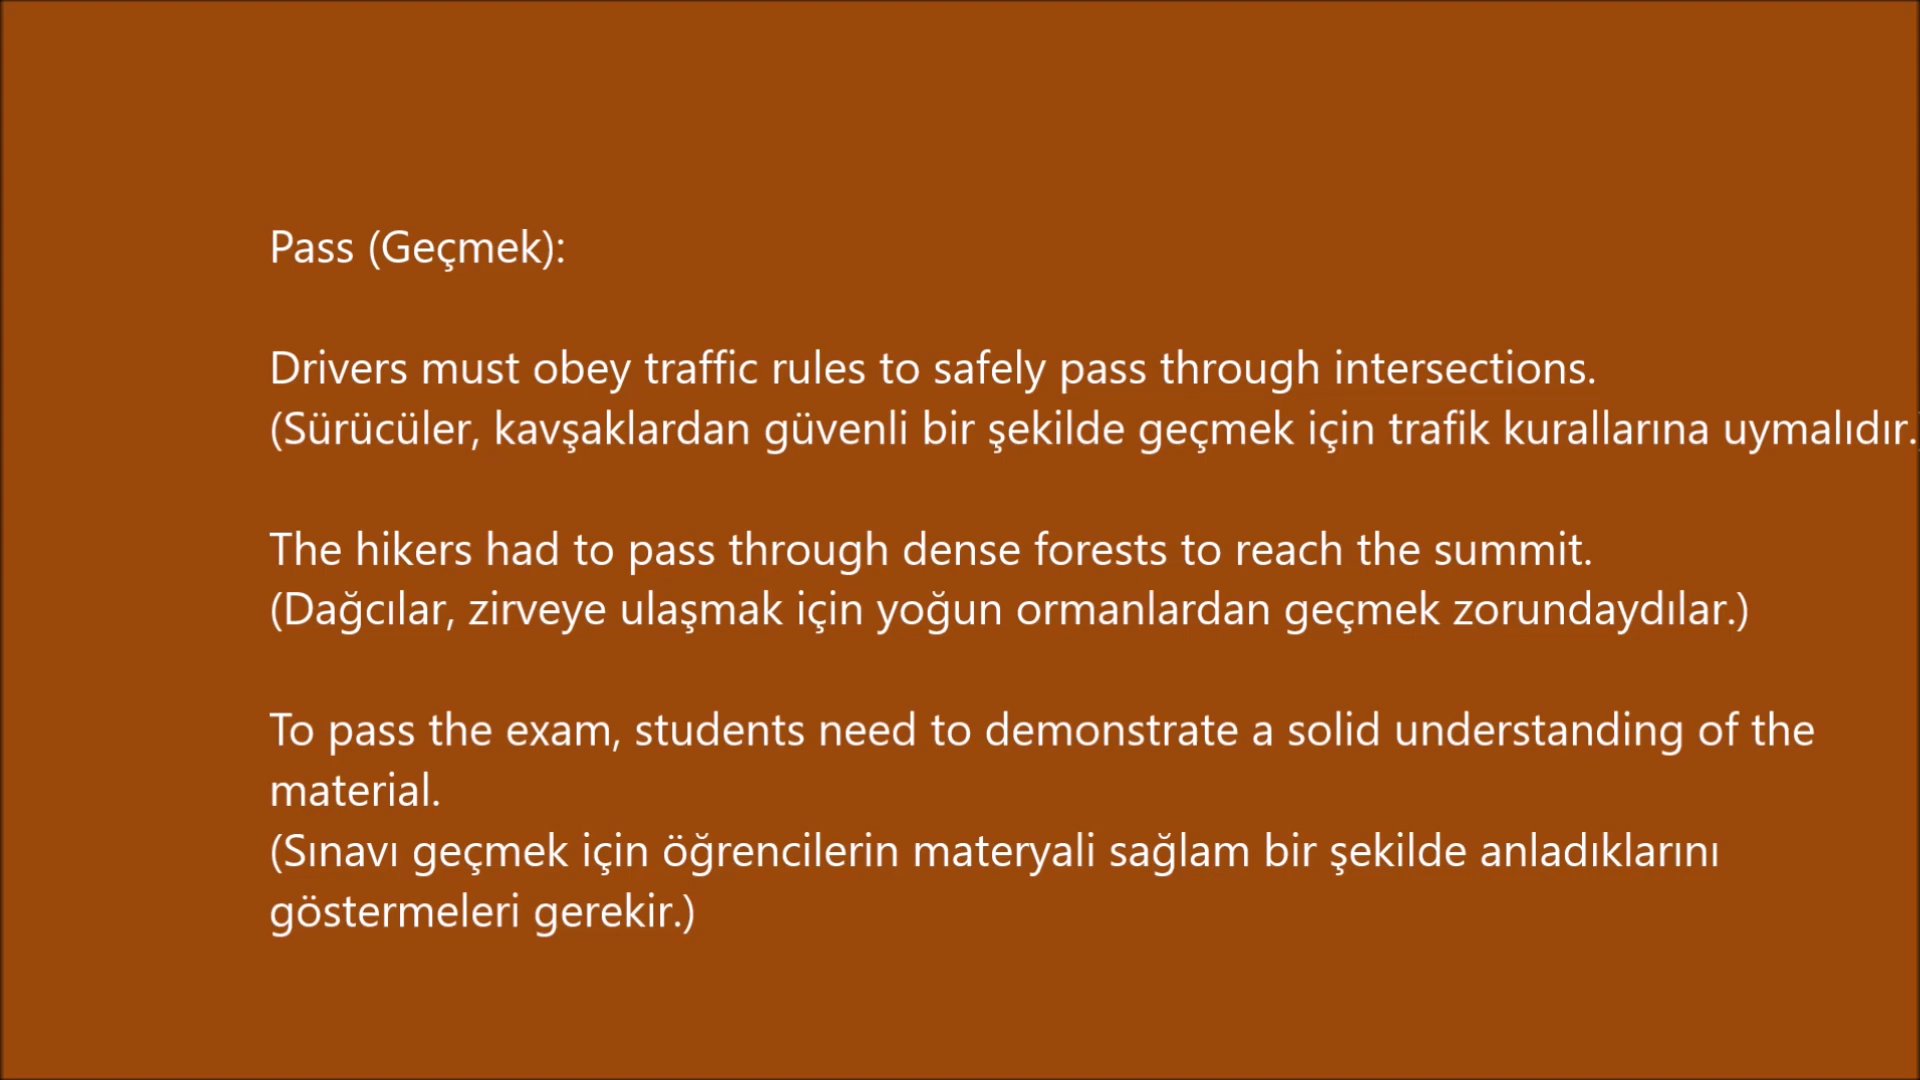 Pass (Geçmek):
Drivers must obey traffic rules to safely pass through intersections.
(Sürücüler, kavşaklardan güvenli bir şekilde geçmek için trafik kurallarına uymalıdır.
The hikers had to pass through dense forests to reach the summit.
(Dağcılar, zirveye ulaşmak için yoğun ormanlardan geçmek zorundaydılar.)
To pass the exam, students need to demonstrate a solid understanding of the
material.
(Sınavı geçmek için öğrencilerin materyali sağlam bir şekilde anladıklarını
göstermeleri gerekir.)